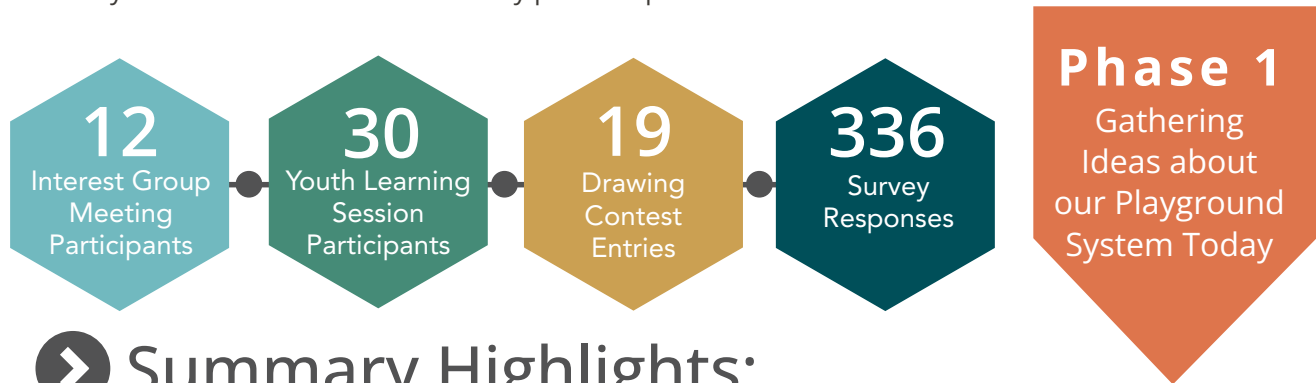 12
Interest Group
Meeting
Participants
30
Youth Learning
Session
Participants
19
Drawing
Contest
Entries
336
Survey
Responses
Phase 1
Gathering
Ideas about
our Playground
System Today
Summary Highlights: